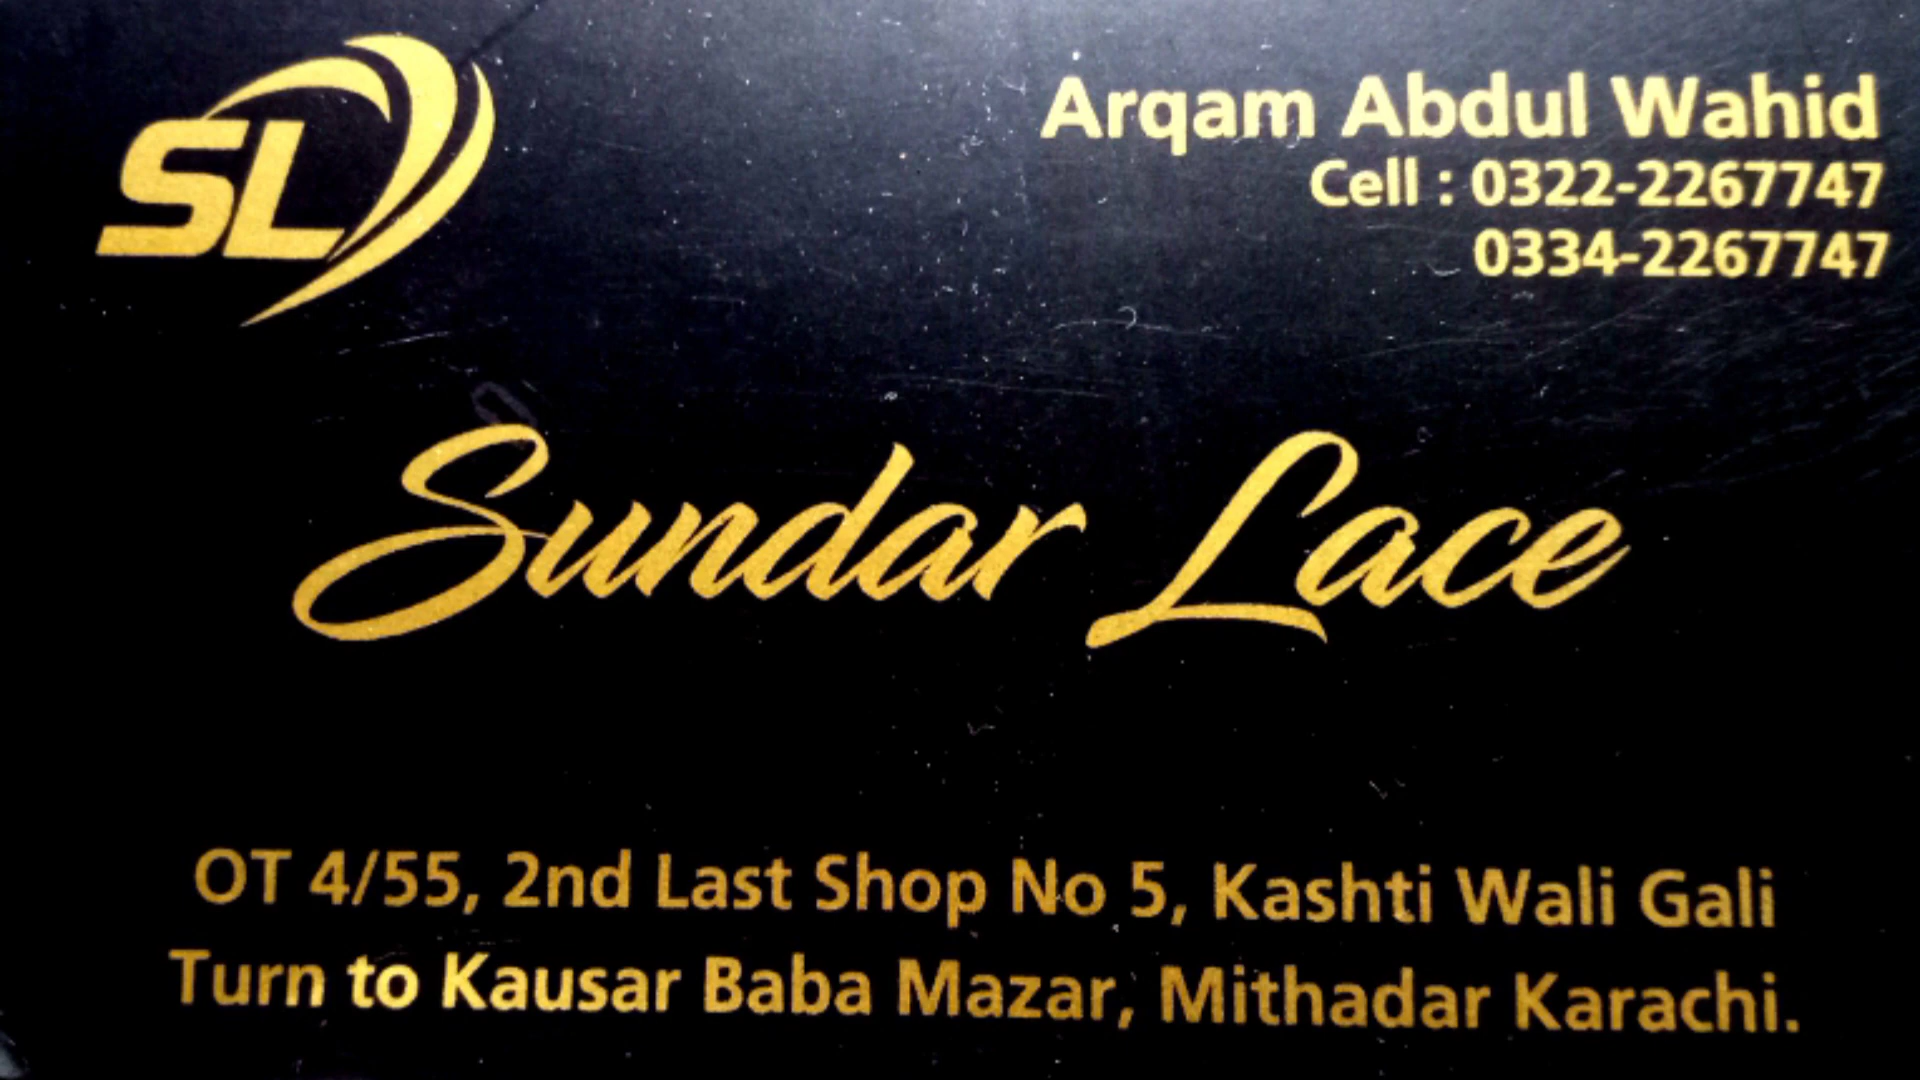 SL
Arqam Abdul Wahid
Cell : 0322-2267747
0334-2267747
Sundar Lace
OT 4/55, 2nd Last Shop No 5, Kashti Wali Gali
Turn to Kausar Baba Mazar, Mithadar Karachi.